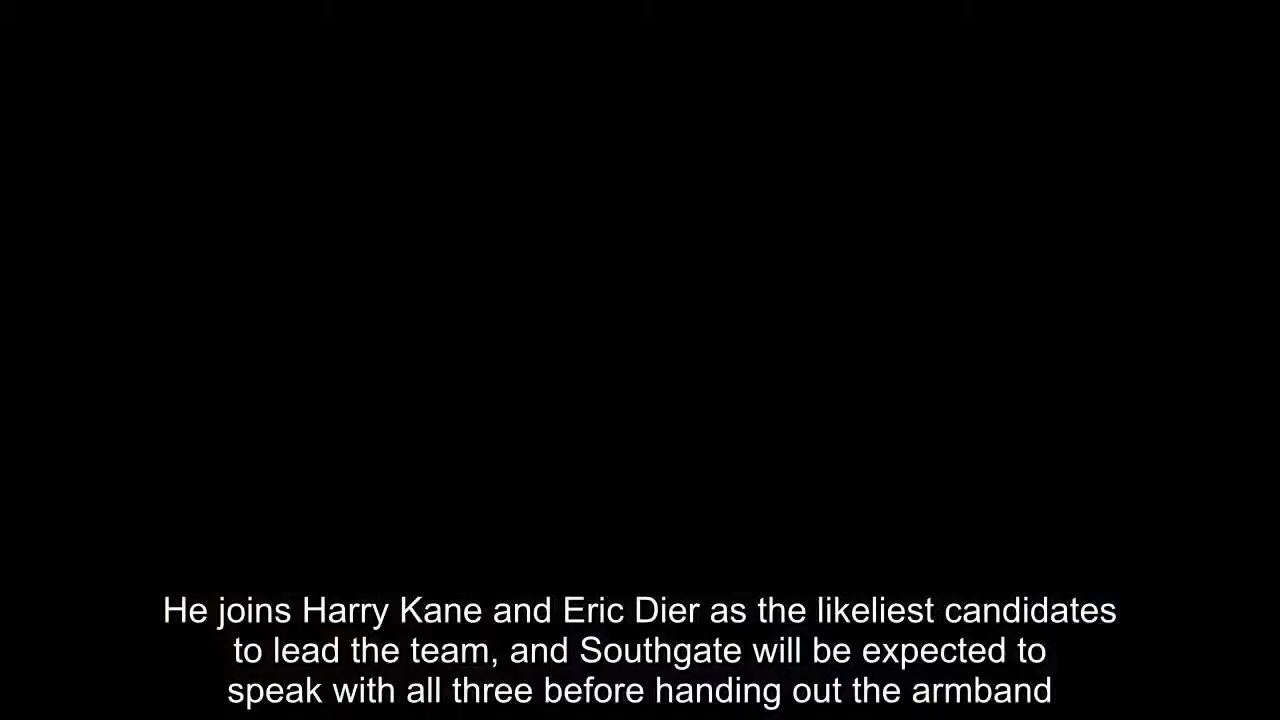 He joins Harry Kane and Eric Dier as the likeliest candidates
to lead the team, and Southgate will be expected to
speak with all three before handing out the armband